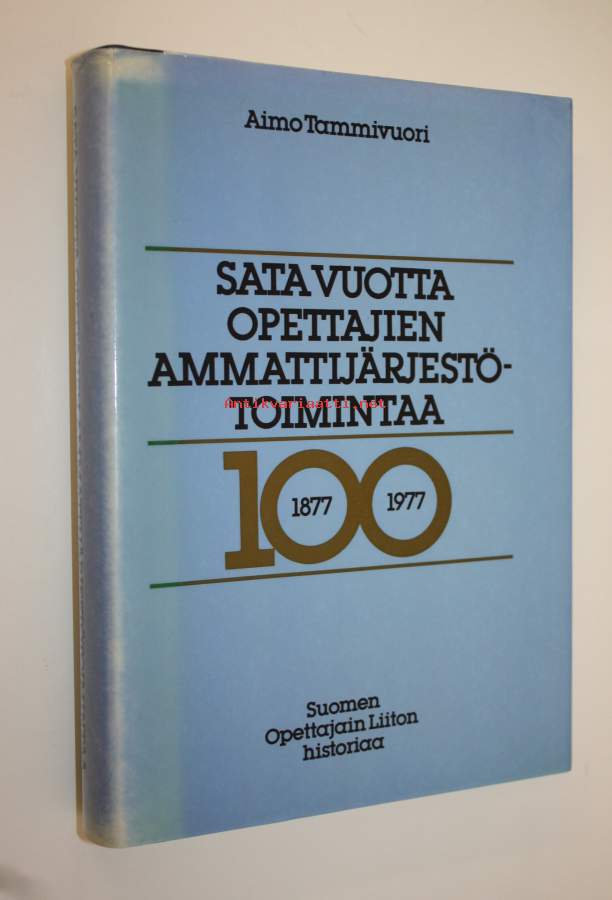 Aimo Tammivuori
SATA VUOTTA
OPETTAJIEN
AMMATTIJÄRJESTÖ-
TOIMINTAA
Antikvariaatti.net
100
1877 1977
Suomen
Opettajain Liiton
historiaa